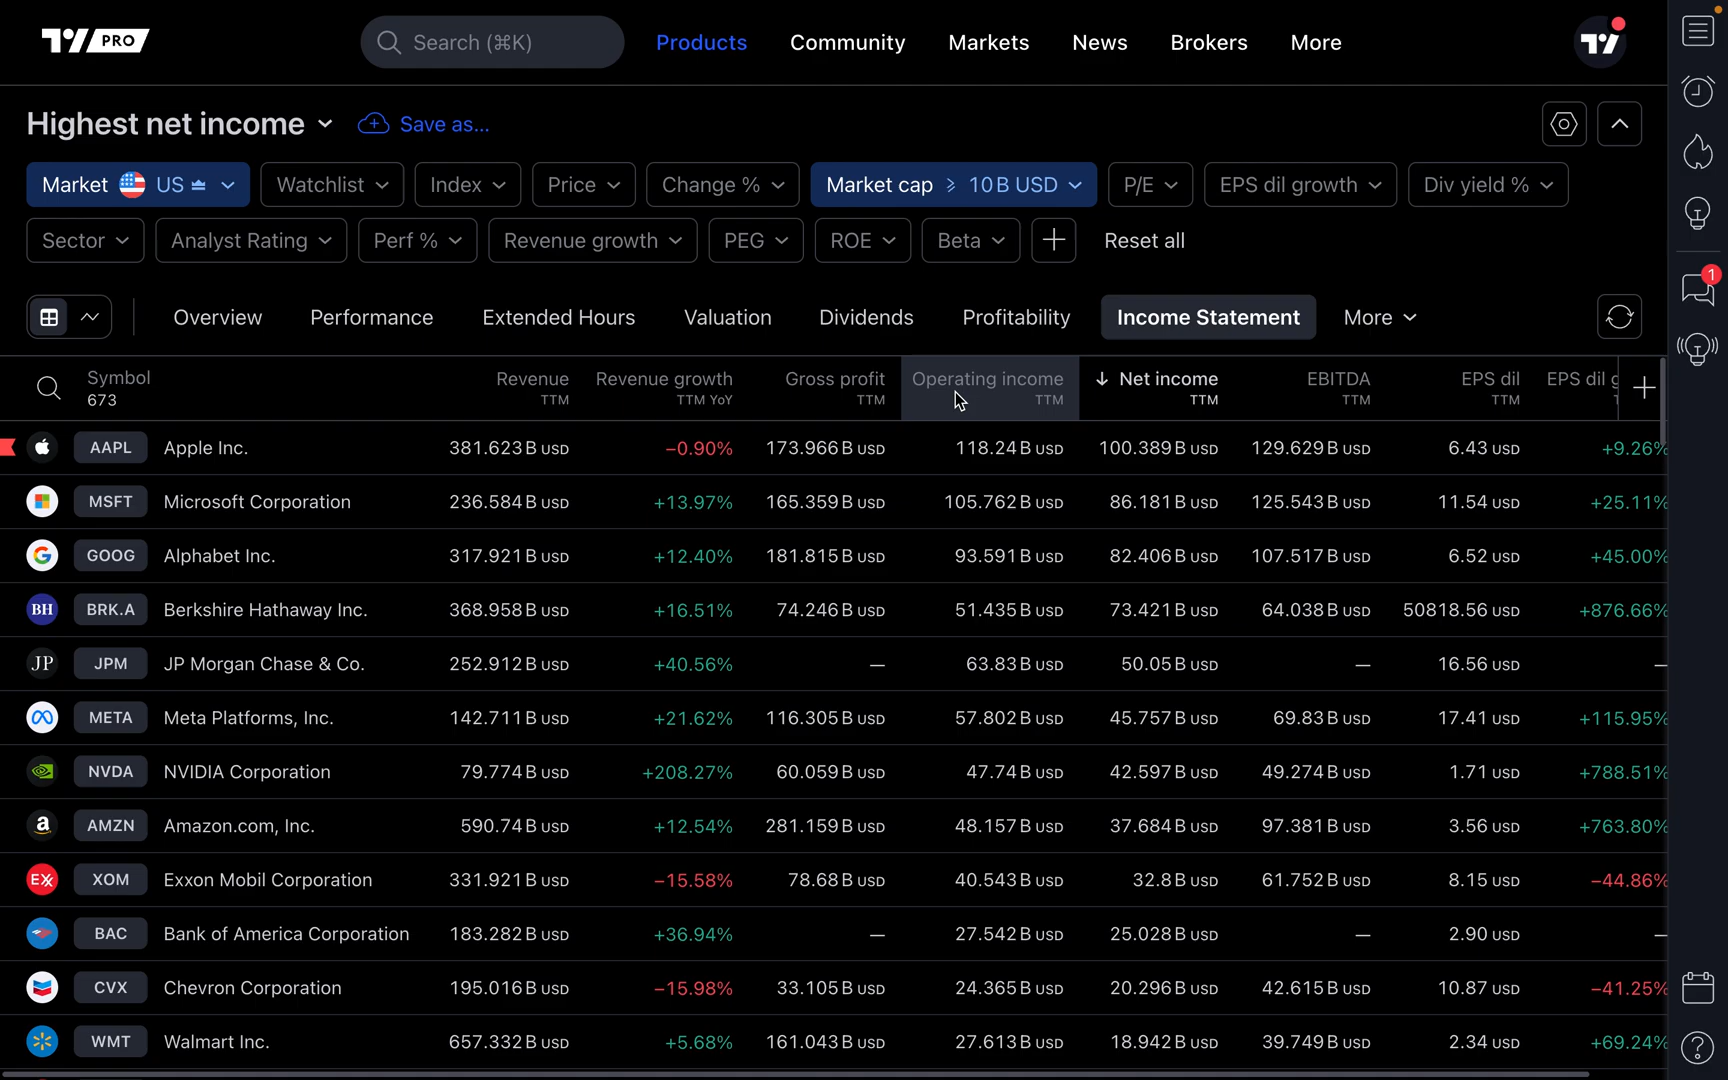 TV PRO
Search (⌘K)
Products
Community
Markets
News
Brokers
More
Highest net income
Save as...
Market US
Watchlist
Index
Price
Change %
Market cap ≥ 10 B USD
P/E
EPS dil growth
Div yield %
Sector
Analyst Rating
Perf %
Revenue growth
PEG
ROE
Beta
Reset all
Overview
Performance
Extended Hours
Valuation
Dividends
Profitability
Income Statement
More
1
Symbol 673
Revenue TTM
Revenue growth TTM YoY
Gross profit TTM
Operating income TTM
↓ Net income TTM
EBITDA TTM
EPS dil TTM
EPS dil
AAPL Apple Inc. 381.623 B USD −0.90% 173.966 B USD 118.24 B USD 100.389 B USD 129.629 B USD 6.43 USD +9.26%
MSFT Microsoft Corporation 236.584 B USD +13.97% 165.359 B USD 105.762 B USD 86.181 B USD 125.543 B USD 11.54 USD +25.11%
G GOOG Alphabet Inc. 317.921 B USD +12.40% 181.815 B USD 93.591 B USD 82.406 B USD 107.517 B USD 6.52 USD +45.00%
BH BRK.A Berkshire Hathaway Inc. 368.958 B USD +16.51% 74.246 B USD 51.435 B USD 73.421 B USD 64.038 B USD 50818.56 USD +876.66%
JP JPM JP Morgan Chase & Co. 252.912 B USD +40.56% — 63.83 B USD 50.05 B USD — 16.56 USD —
META Meta Platforms, Inc. 142.711 B USD +21.62% 116.305 B USD 57.802 B USD 45.757 B USD 69.83 B USD 17.41 USD +115.95%
NVDA NVIDIA Corporation 79.774 B USD +208.27% 60.059 B USD 47.74 B USD 42.597 B USD 49.274 B USD 1.71 USD +788.51%
a AMZN Amazon.com, Inc. 590.74 B USD +12.54% 281.159 B USD 48.157 B USD 37.684 B USD 97.381 B USD 3.56 USD +763.80%
EX XOM Exxon Mobil Corporation 331.921 B USD −15.58% 78.68 B USD 40.543 B USD 32.8 B USD 61.752 B USD 8.15 USD −44.86%
BAC Bank of America Corporation 183.282 B USD +36.94% — 27.542 B USD 25.028 B USD — 2.90 USD —
CVX Chevron Corporation 195.016 B USD −15.98% 33.105 B USD 24.365 B USD 20.296 B USD 42.615 B USD 10.87 USD −41.25%
WMT Walmart Inc. 657.332 B USD +5.68% 161.043 B USD 27.613 B USD 18.942 B USD 39.749 B USD 2.34 USD +69.24%